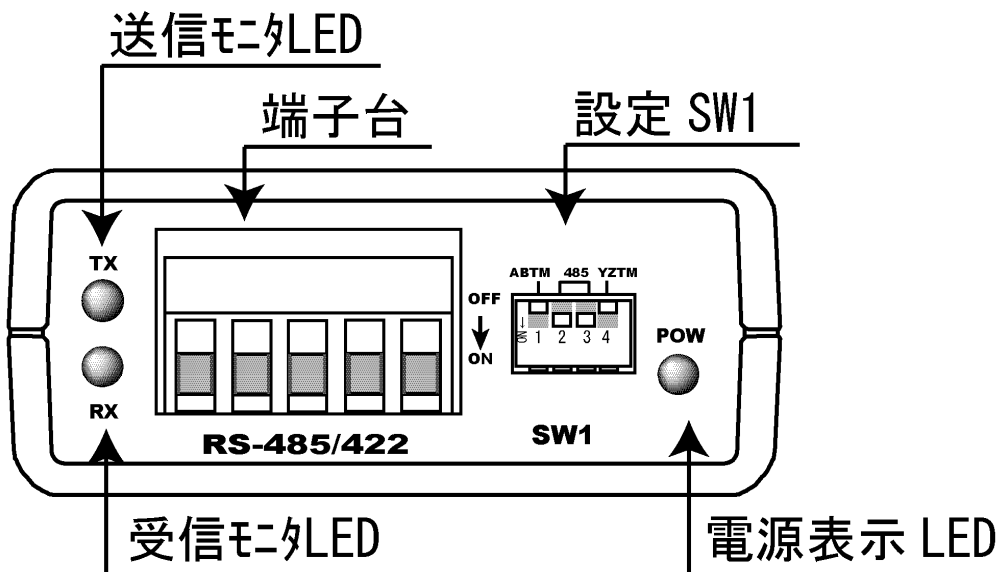 送信ﾓﾆﾀLED
端子台
設定 SW1
TX
ABTM 485 YZTM
OFF
↓
ON
ON→
1 2 3 4
POW
RX
RS-485/422
SW1
受信ﾓﾆﾀLED
電源表示 LED